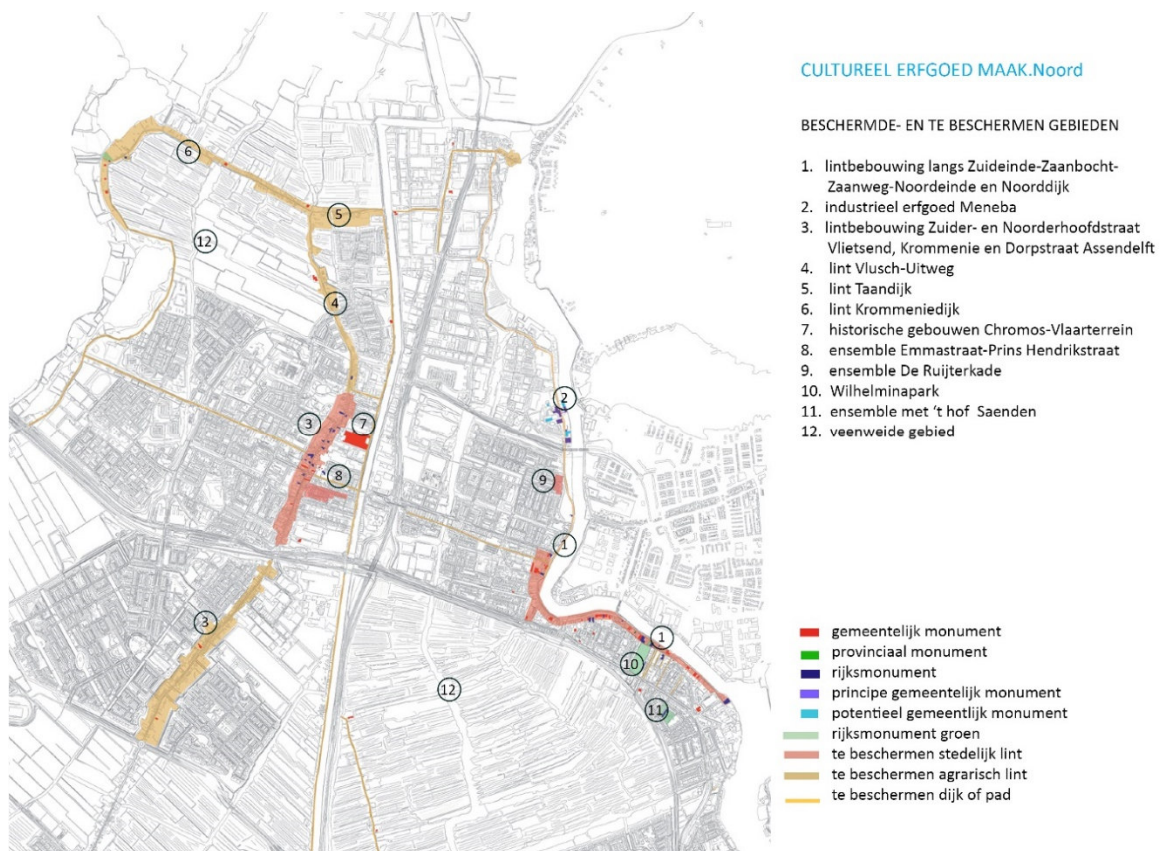 CULTUREEL ERFGOED MAAK.Noord
BESCHERMDE- EN TE BESCHERMEN GEBIEDEN
1. lintbebouwing langs Zuideinde-Zaanbocht-
Zaanweg-Noordeinde en Noorddijk
2. industrieel erfgoed Meneba
3. lintbebouwing Zuider- en Noorderhoofdstraat
Vlietsend, Krommenie en Dorpstraat Assendelft
4. lint Vlusch-Uitweg
5. lint Taandijk
6. lint Krommeniedijk
7. historische gebouwen Chromos-Vlaarterrein
8. ensemble Emmastraat-Prins Hendrikstraat
9. ensemble De Ruijterkade
10. Wilhelminapark
11. ensemble met ‘t hof Saenden
12. veenweide gebied
gemeentelijk monument
provinciaal monument
rijksmonument
principe gemeentelijk monument
potentieel gemeentlijk monument
rijksmonument groen
te beschermen stedelijk lint
te beschermen agrarisch lint
te beschermen dijk of pad
6
5
12
4
2
3
7
8
9
1
3
1
10
12
11